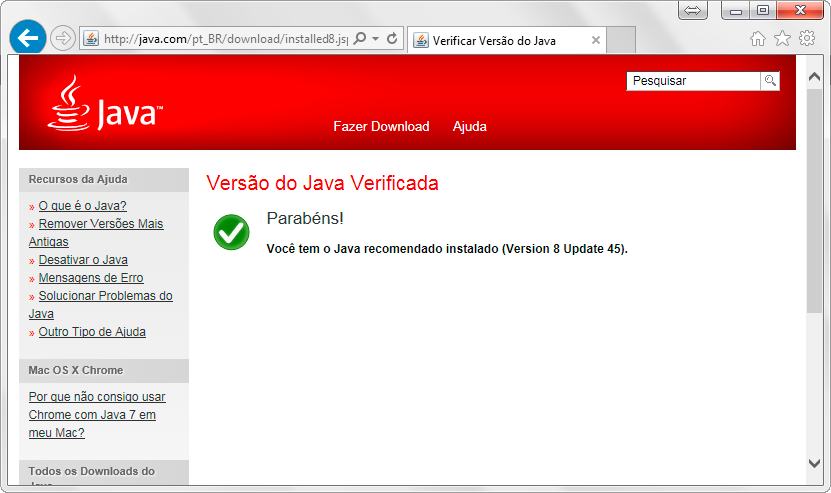 http://java.com/pt_BR/download/installed8.jsp
Verificar Versão do Java
Java™
Pesquisar
Fazer Download
Ajuda
Recursos da Ajuda
» O que é o Java?
» Remover Versões Mais
Antigas
» Desativar o Java
» Mensagens de Erro
» Solucionar Problemas do
Java
» Outro Tipo de Ajuda
Mac OS X Chrome
Por que não consigo usar
Chrome com Java 7 em
meu Mac?
Todos os Downloads do
Versão do Java Verificada
Parabéns!
Você tem o Java recomendado instalado (Version 8 Update 45).